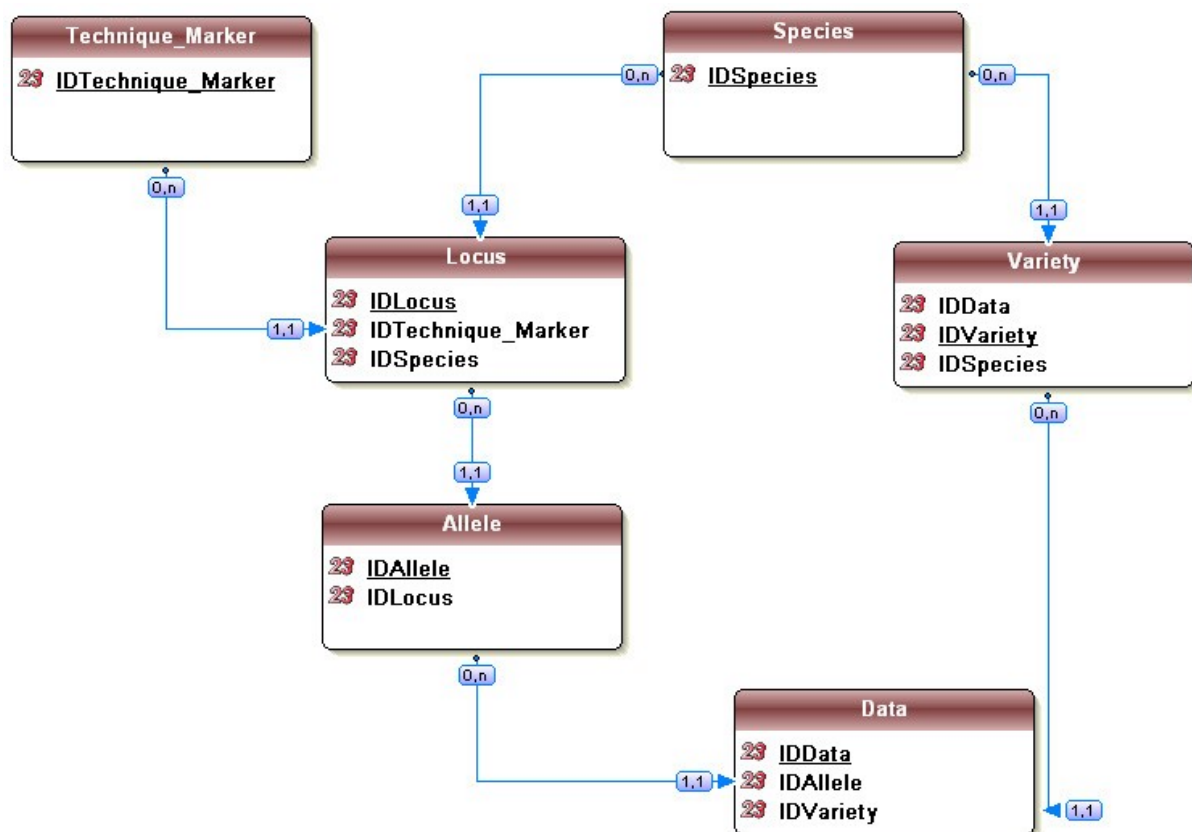 Technique_Marker
23 IDTechnique_Marker
0,n
Species
23 IDSpecies
0,n
0,n
1,1
1,1
1,1
Locus
23 IDLocus
23 IDTechnique_Marker
23 IDSpecies
0,n
Variety
23 IDData
23 IDVariety
23 IDSpecies
0,n
1,1
Allele
23 IDAllele
23 IDLocus
0,n
1,1
Data
23 IDData
23 IDAllele
23 IDVariety
1,1